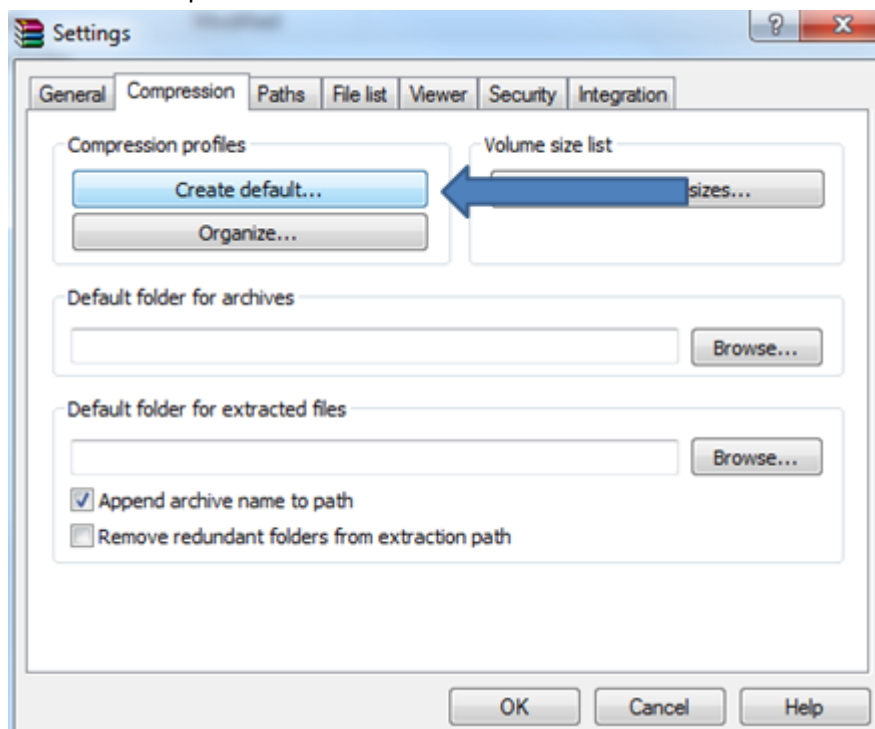 Settings
General Compression Paths File list Viewer Security Integration
Compression profiles
Create default...
Organize...
Volume size list
sizes...
Default folder for archives
Browse...
Default folder for extracted files
Browse...
Append archive name to path
Remove redundant folders from extraction path
OK Cancel Help